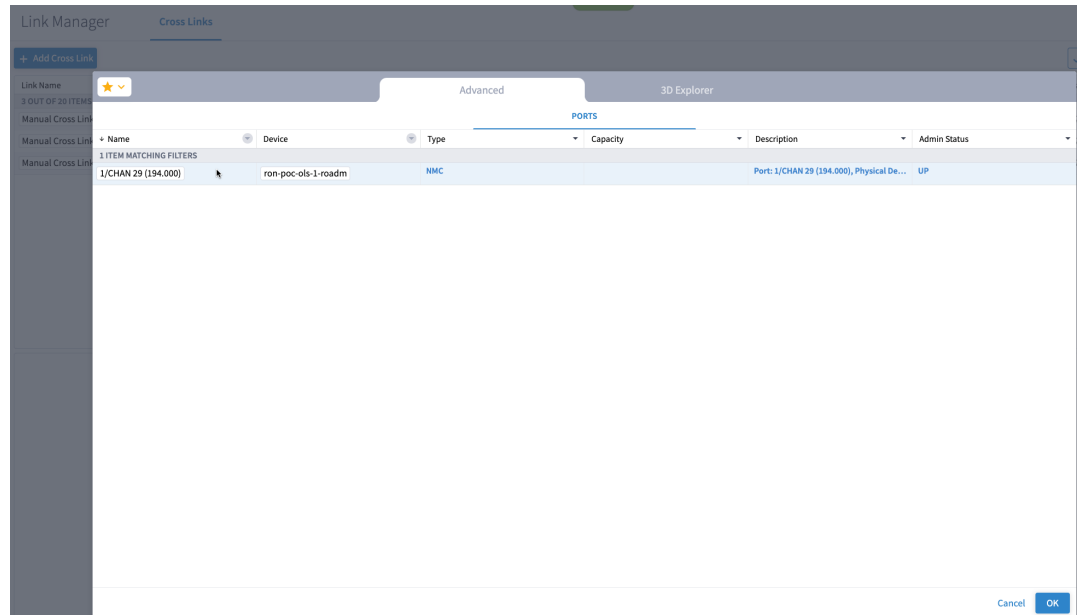 Link Manager
Cross Links
+ Add Cross Link
Link Name
3 OUT OF 20 ITEMS
Manual Cross Link
Manual Cross Link
Manual Cross Link
Advanced
3D Explorer
PORTS
Name Device Type Capacity Description Admin Status
1 ITEM MATCHING FILTERS
1/CHAN 29 (194.000) ron-poc-ols-1-roadm NMC Port: 1/CHAN 29 (194.000), Physical De... UP
Cancel OK